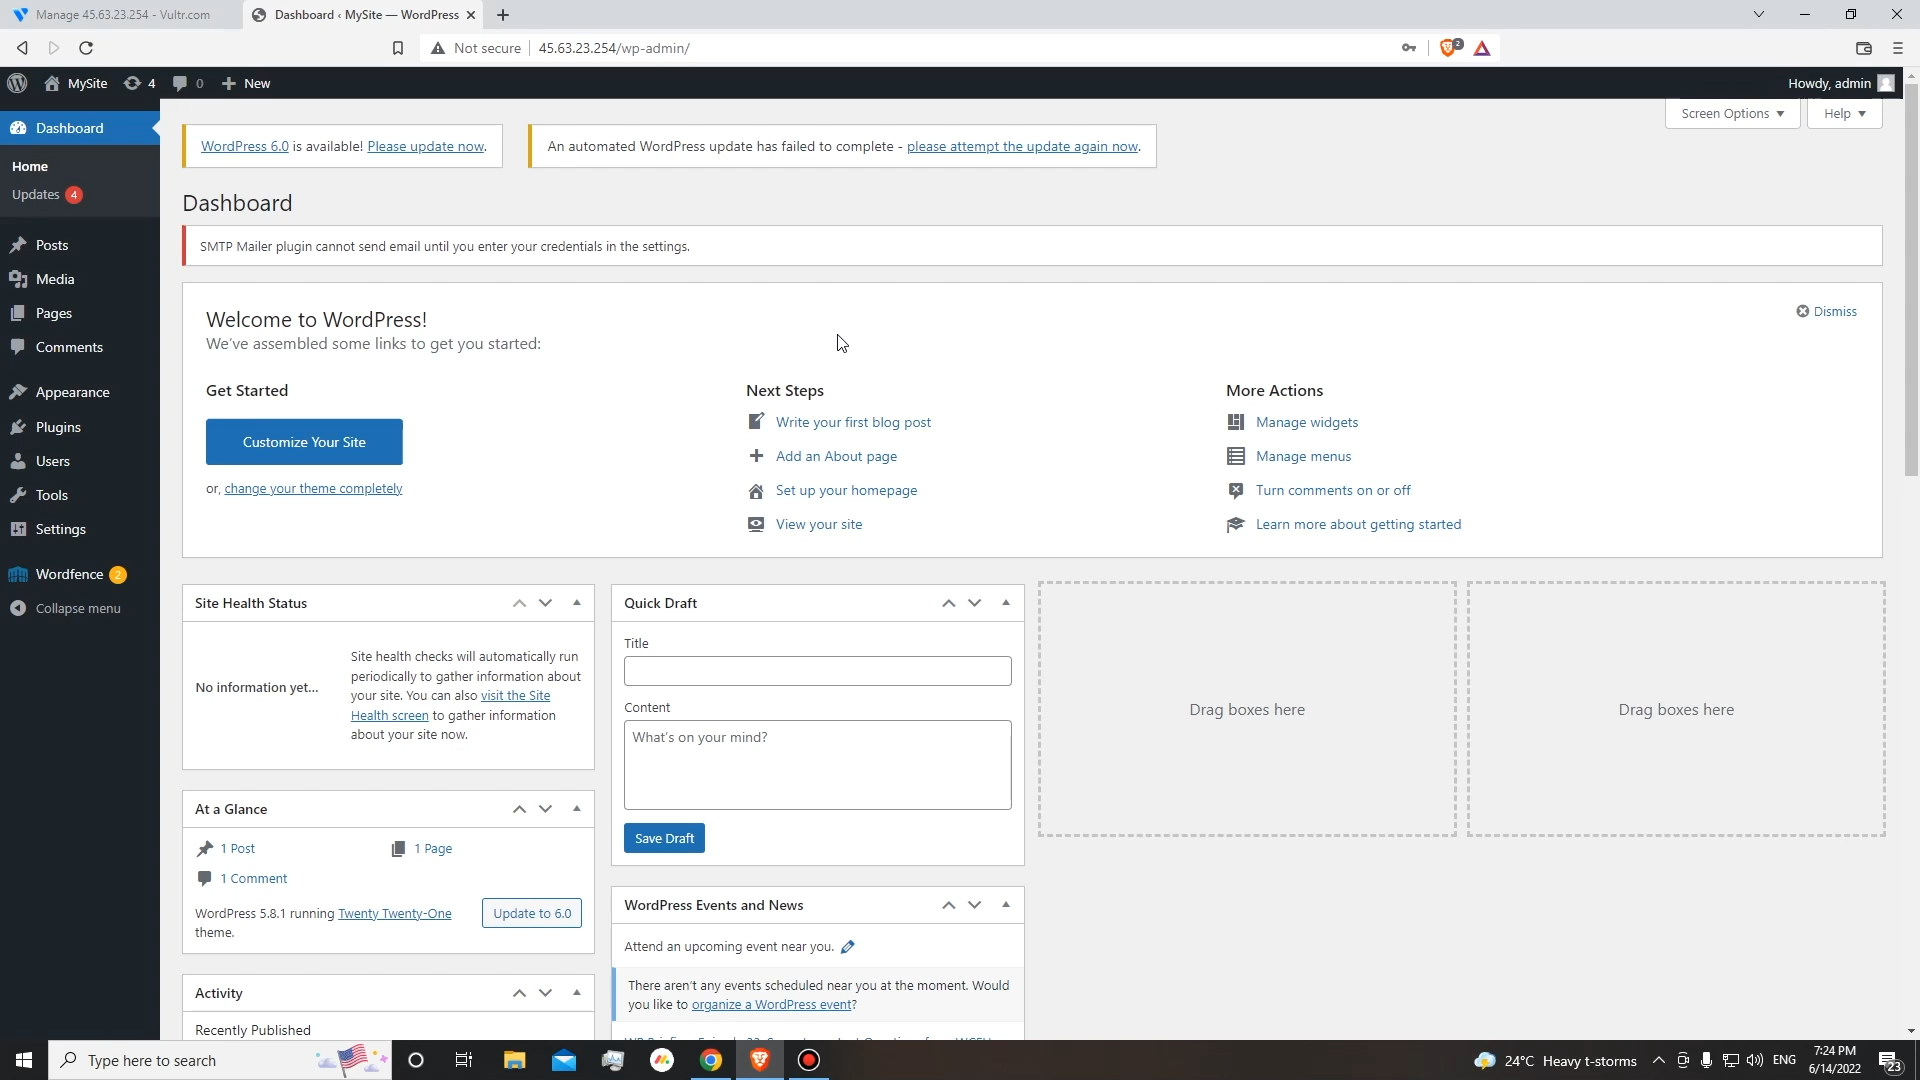 Manage 45.63.23.254 - Vultr.com
Dashboard ‹ MySite — WordPress
Not secure
45.63.23.254/wp-admin/
2
MySite
4
0
New
Howdy, admin
Dashboard
Home
Updates 4
Posts
Media
Pages
Comments
Appearance
Plugins
Users
Tools
Settings
Wordfence 2
Collapse menu
Screen Options
Help
WordPress 6.0 is available! Please update now.
An automated WordPress update has failed to complete - please attempt the update again now.
Dashboard
SMTP Mailer plugin cannot send email until you enter your credentials in the settings.
Welcome to WordPress!
We've assembled some links to get you started:
Dismiss
Get Started
Customize Your Site
or, change your theme completely
Next Steps
Write your first blog post
Add an About page
Set up your homepage
View your site
More Actions
Manage widgets
Manage menus
Turn comments on or off
Learn more about getting started
Site Health Status
No information yet...
Site health checks will automatically run
periodically to gather information about
your site. You can also visit the Site
Health screen to gather information
about your site now.
At a Glance
1 Post
1 Page
1 Comment
WordPress 5.8.1 running Twenty Twenty-One
theme.
Update to 6.0
Activity
Recently Published
Quick Draft
Title
Content
What's on your mind?
Save Draft
WordPress Events and News
Attend an upcoming event near you.
There aren't any events scheduled near you at the moment. Would
you like to organize a WordPress event?
Drag boxes here
Drag boxes here
Type here to search
24°C Heavy t-storms
ENG
7:24 PM
6/14/2022
23